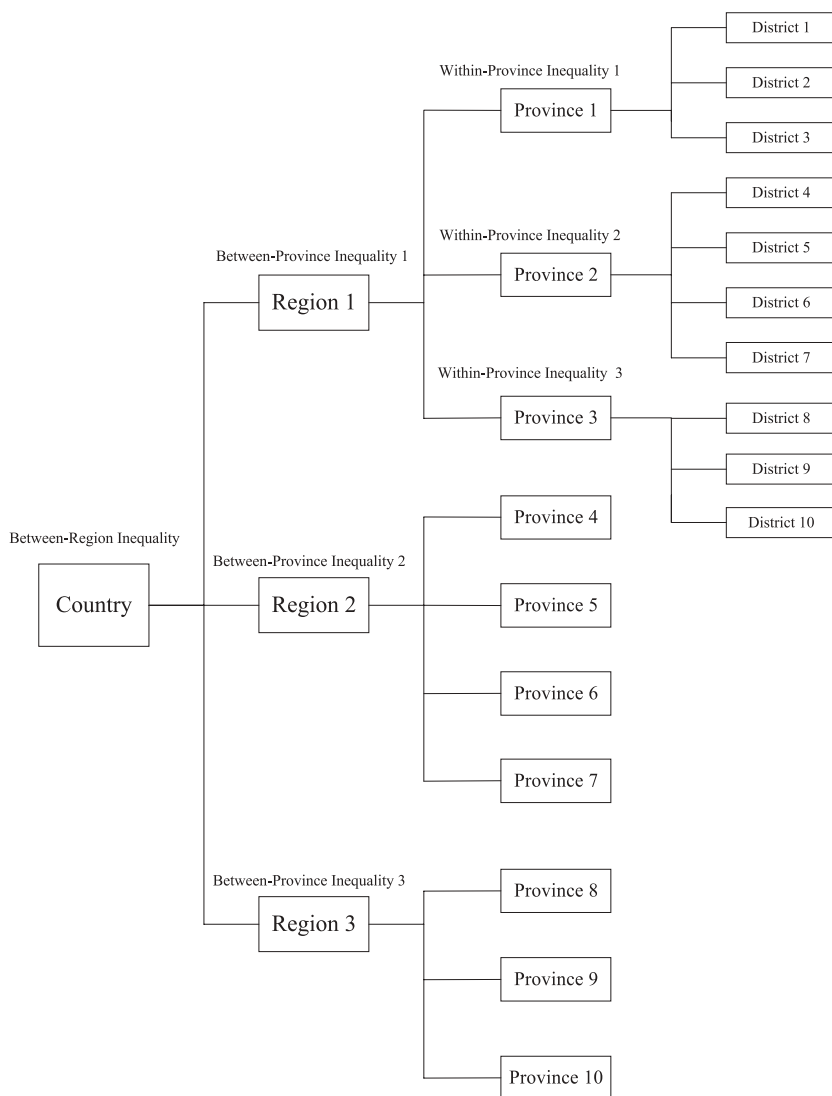 District 1
Within-Province Inequality 1
District 2
Province 1
District 3
District 4
Within-Province Inequality 2
District 5
Between-Province Inequality 1
Province 2
Region 1
District 6
District 7
Within-Province Inequality  3
Province 3
District 8
District 9
Province 4
District 10
Between-Region Inequality
Between-Province Inequality 2
Country
Region 2
Province 5
Province 6
Province 7
Between-Province Inequality 3
Province 8
Region 3
Province 9
Province 10